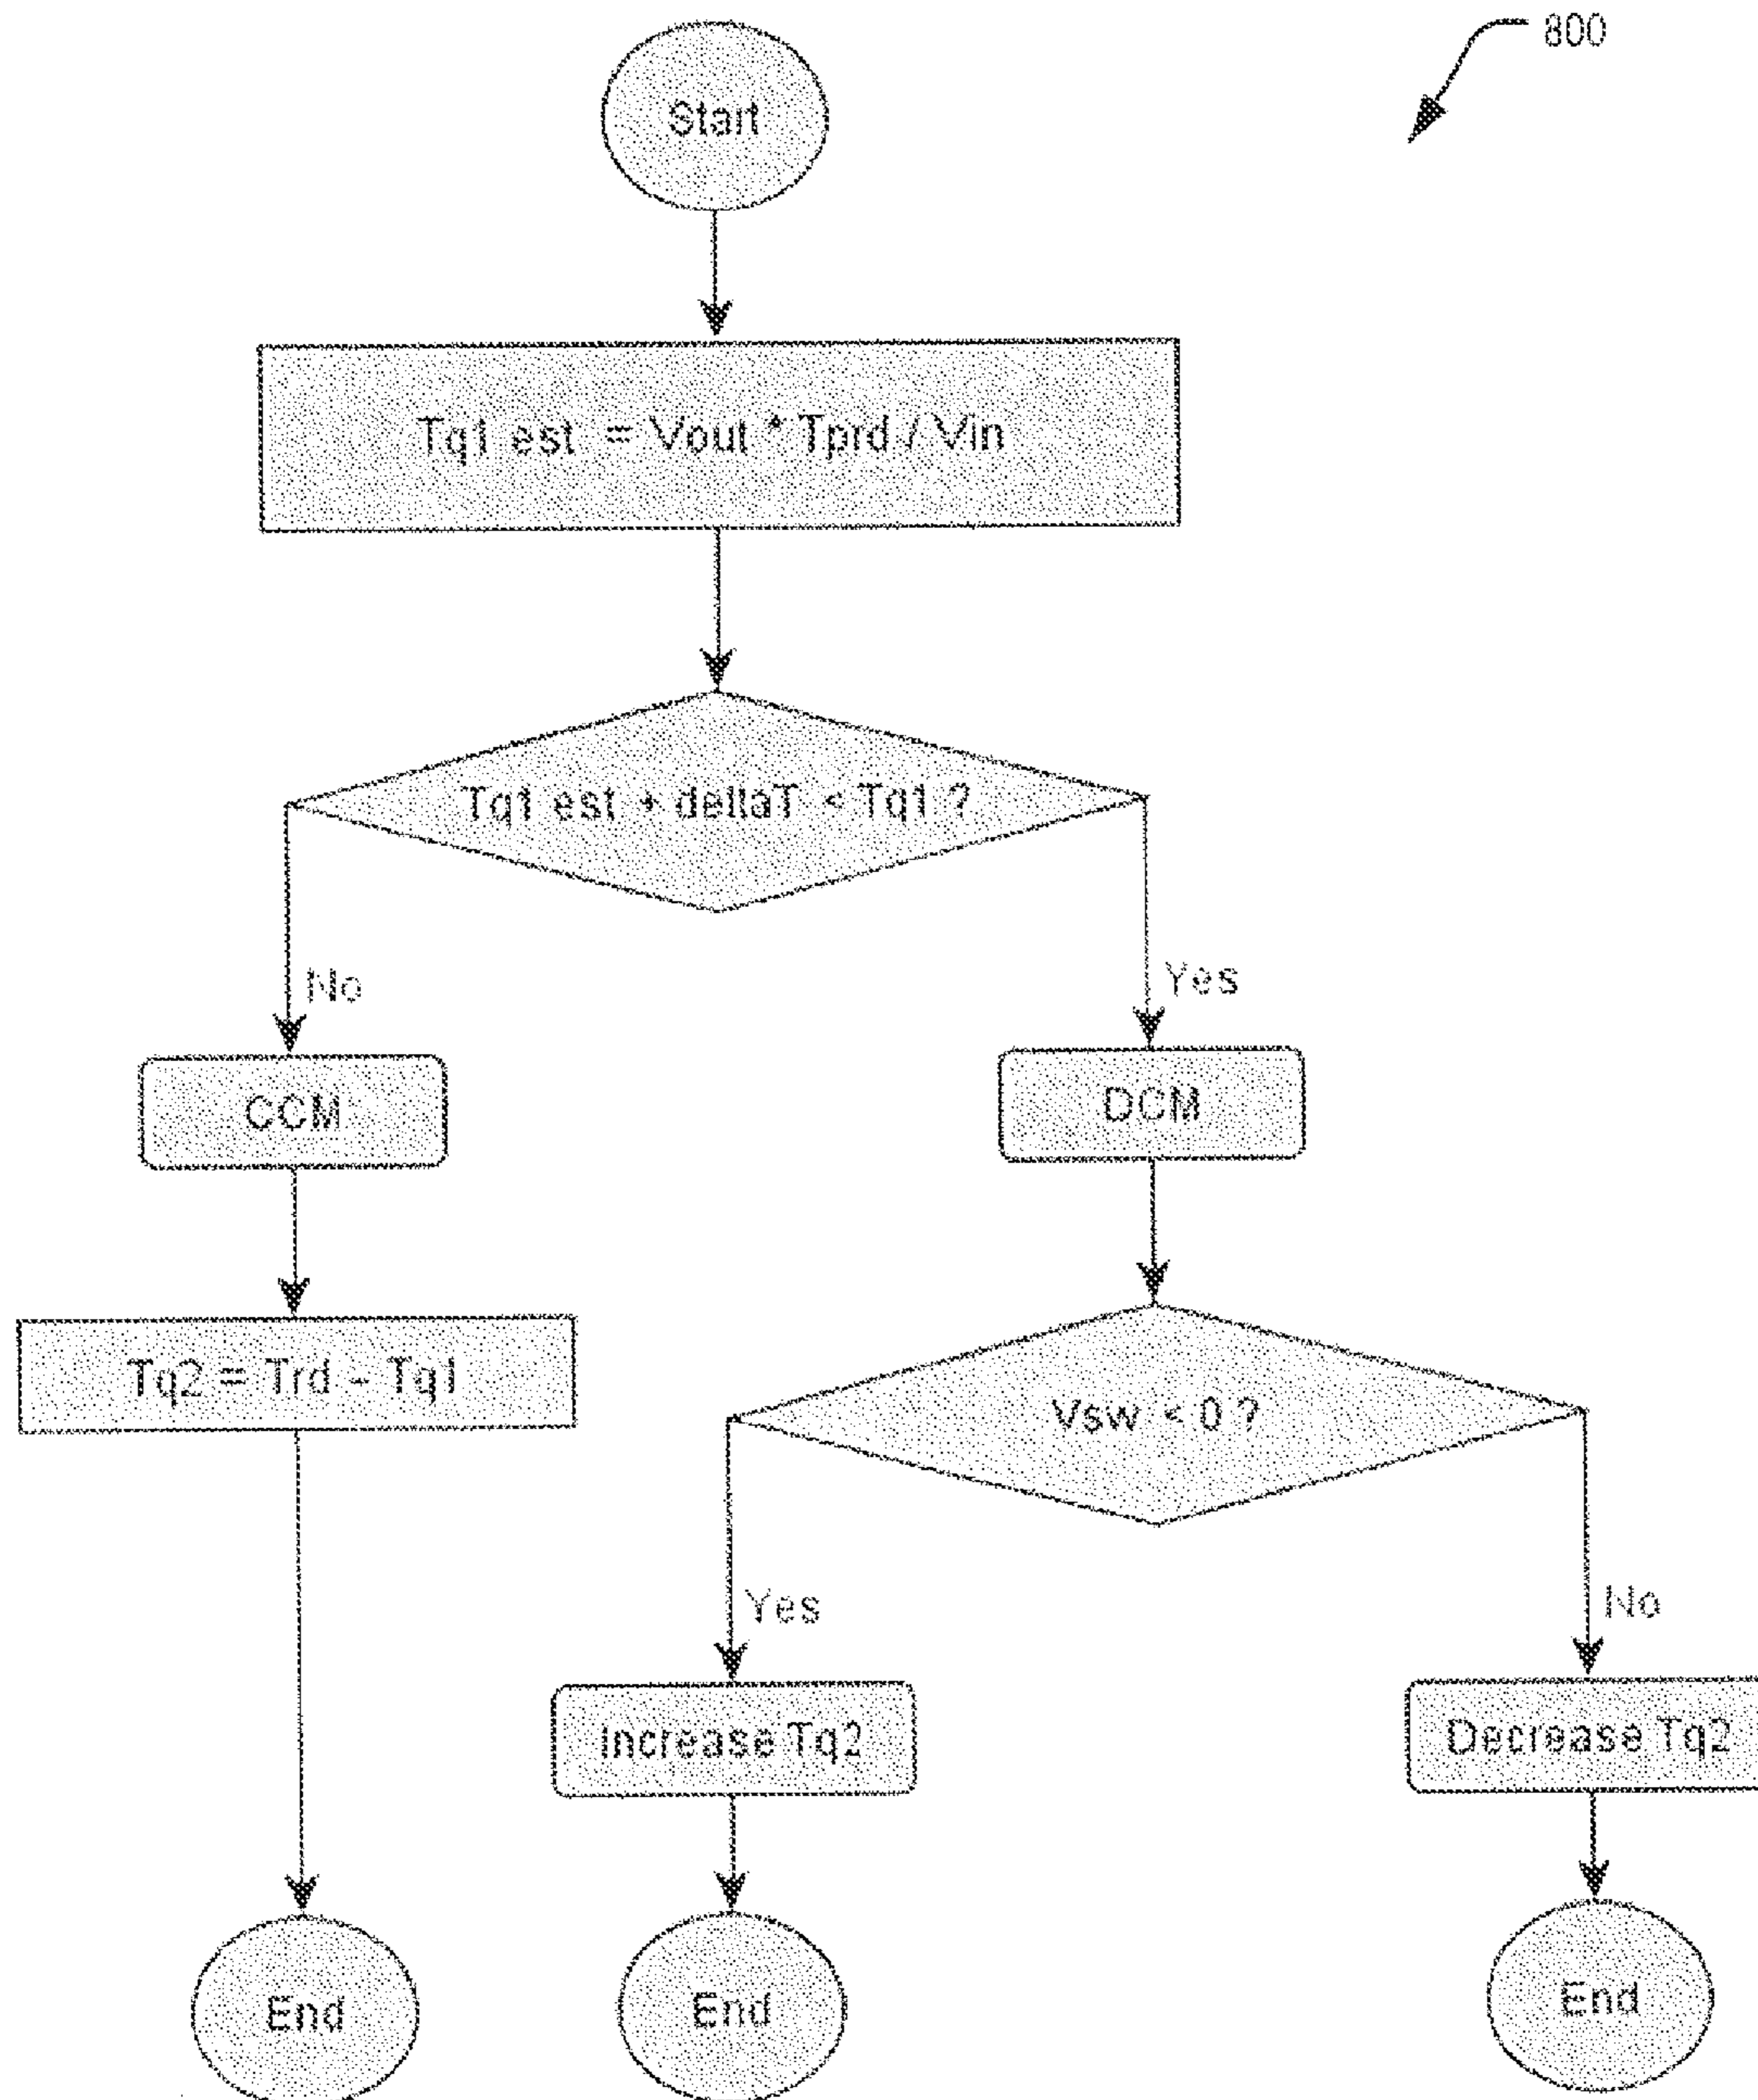 800
Start
Tq1 est = Vout * Tprd / Vin
Tq1 est + deltaT < Tq1 ?
No
Yes
CCM
DCM
Tq2 = Trd - Tq1
Vsw < 0 ?
Yes
No
Increase Tq2
Decrease Tq2
End
End
End